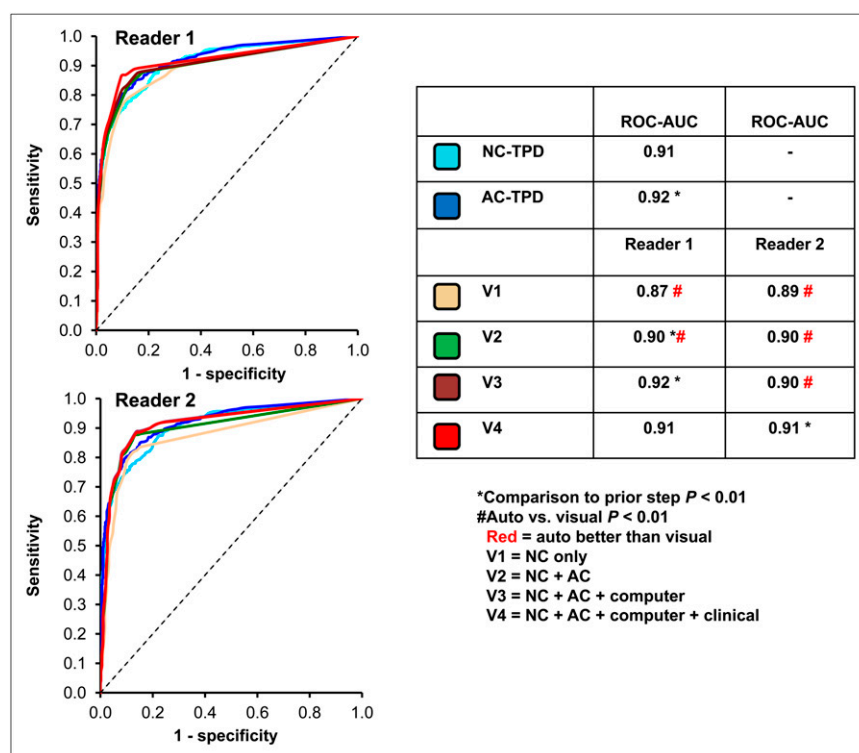 Reader 1
1.0
0.9
0.8
0.7
0.6
0.5
0.4
0.3
0.2
0.1
0.0
Sensitivity
0.0 0.2 0.4 0.6 0.8 1.0
1 - specificity
Reader 2
1.0
0.9
0.8
0.7
0.6
0.5
0.4
0.3
0.2
0.1
0.0
Sensitivity
0.0 0.2 0.4 0.6 0.8 1.0
1 - specificity
ROC-AUC ROC-AUC
NC-TPD 0.91 -
AC-TPD 0.92 * -
Reader 1 Reader 2
V1 0.87 # 0.89 #
V2 0.90 *# 0.90 #
V3 0.92 * 0.90 #
V4 0.91 0.91 *
*Comparison to prior step P < 0.01
#Auto vs. visual P < 0.01
Red = auto better than visual
V1 = NC only
V2 = NC + AC
V3 = NC + AC + computer
V4 = NC + AC + computer + clinical